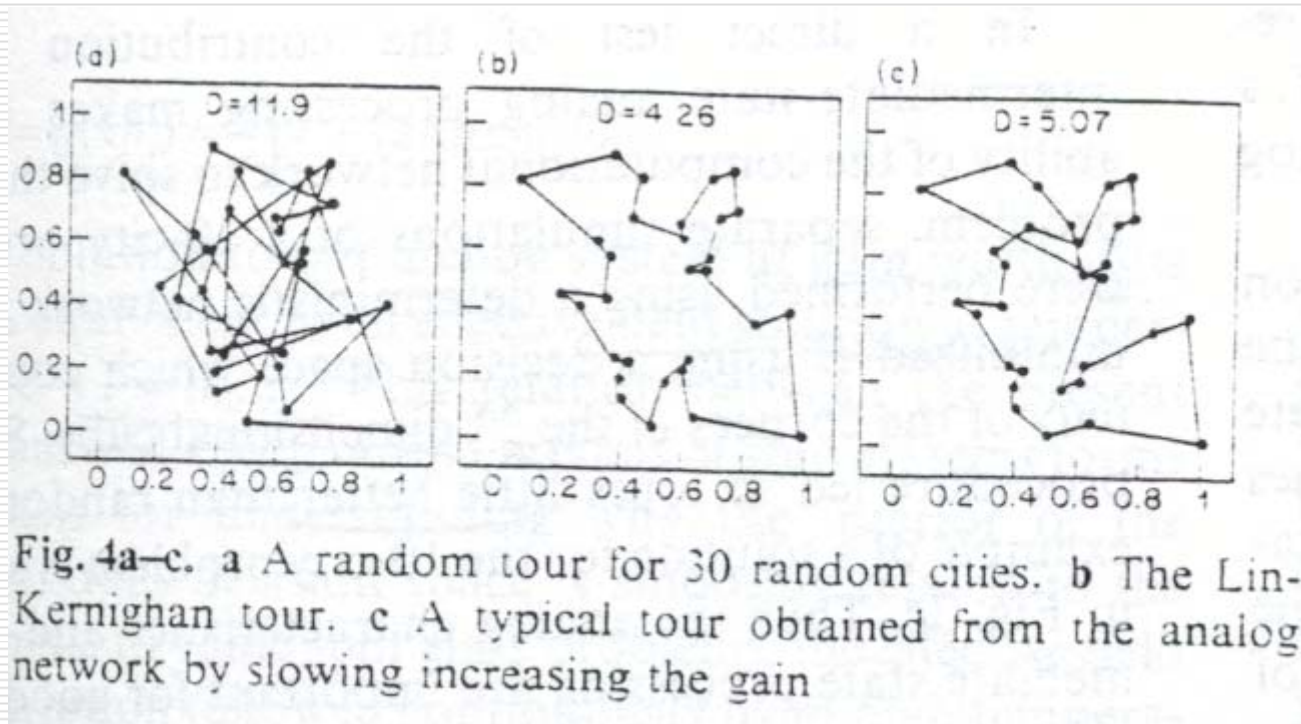 (a)
D=11.9
1
0.8
0.6
0.4
0.2
0
0 0.2 0.4 0.6 0.8 1
(b)
D=4 26
0 0.2 0.4 0.6 0.8 1
(c)
D=5.07
0 0.2 0.4 0.6 0.8 1
Fig. 4a–c. a A random tour for 30 random cities. b The Lin-
Kernighan tour. c A typical tour obtained from the analog
network by slowing increasing the gain